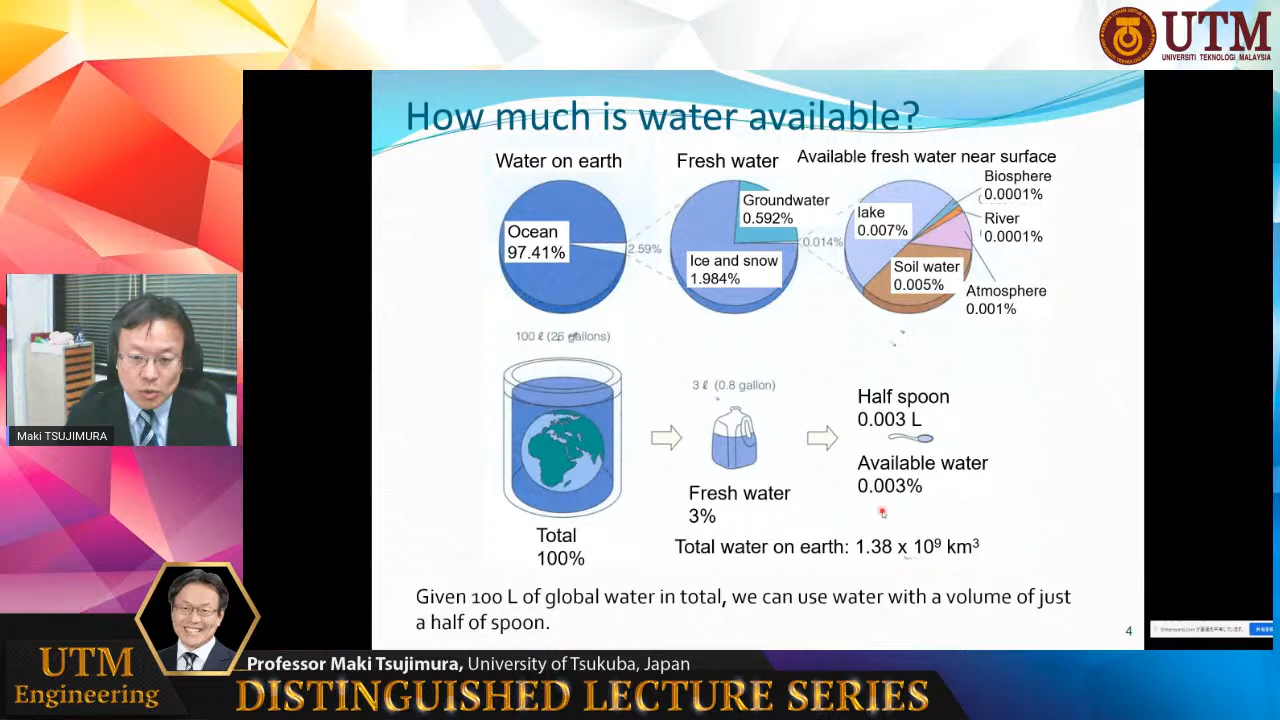 UTM
UNIVERSITI TEKNOLOGI MALAYSIA
How much is water available?
Water on earth
Fresh water
Available fresh water near surface
Ocean
97.41%
2.59%
Groundwater
0.592%
Ice and snow
1.984%
0.014%
lake
0.007%
Soil water
0.005%
Biosphere
0.0001%
River
0.0001%
Atmosphere
0.001%
100 ℓ (26 gallons)
3 ℓ (0.8 gallon)
Half spoon
0.003 L
Available water
0.003%
Fresh water
3%
Total
100%
Total water on earth: 1.38 x 10⁹ km³
Given 100 L of global water in total, we can use water with a volume of just
a half of spoon.
4
Maki TSUJIMURA
UTM
Engineering
Professor Maki Tsujimura, University of Tsukuba, Japan
DISTINGUISHED LECTURE SERIES